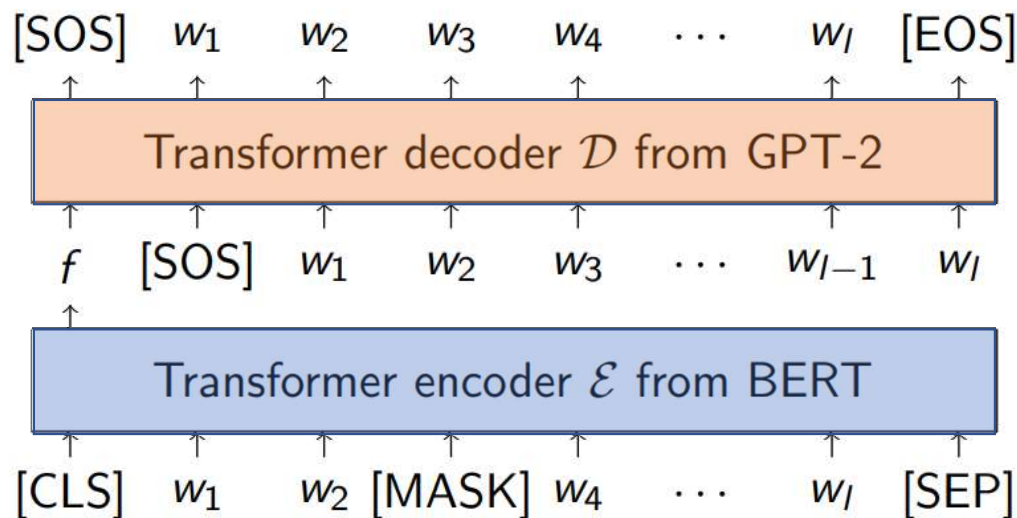 [SOS] w₁ w₂ w₃ w₄ ⋯ wₗ [EOS]
Transformer decoder 𝒟 from GPT-2
f [SOS] w₁ w₂ w₃ ⋯ wₗ₋₁ wₗ
Transformer encoder ℰ from BERT
[CLS] w₁ w₂ [MASK] w₄ ⋯ wₗ [SEP]